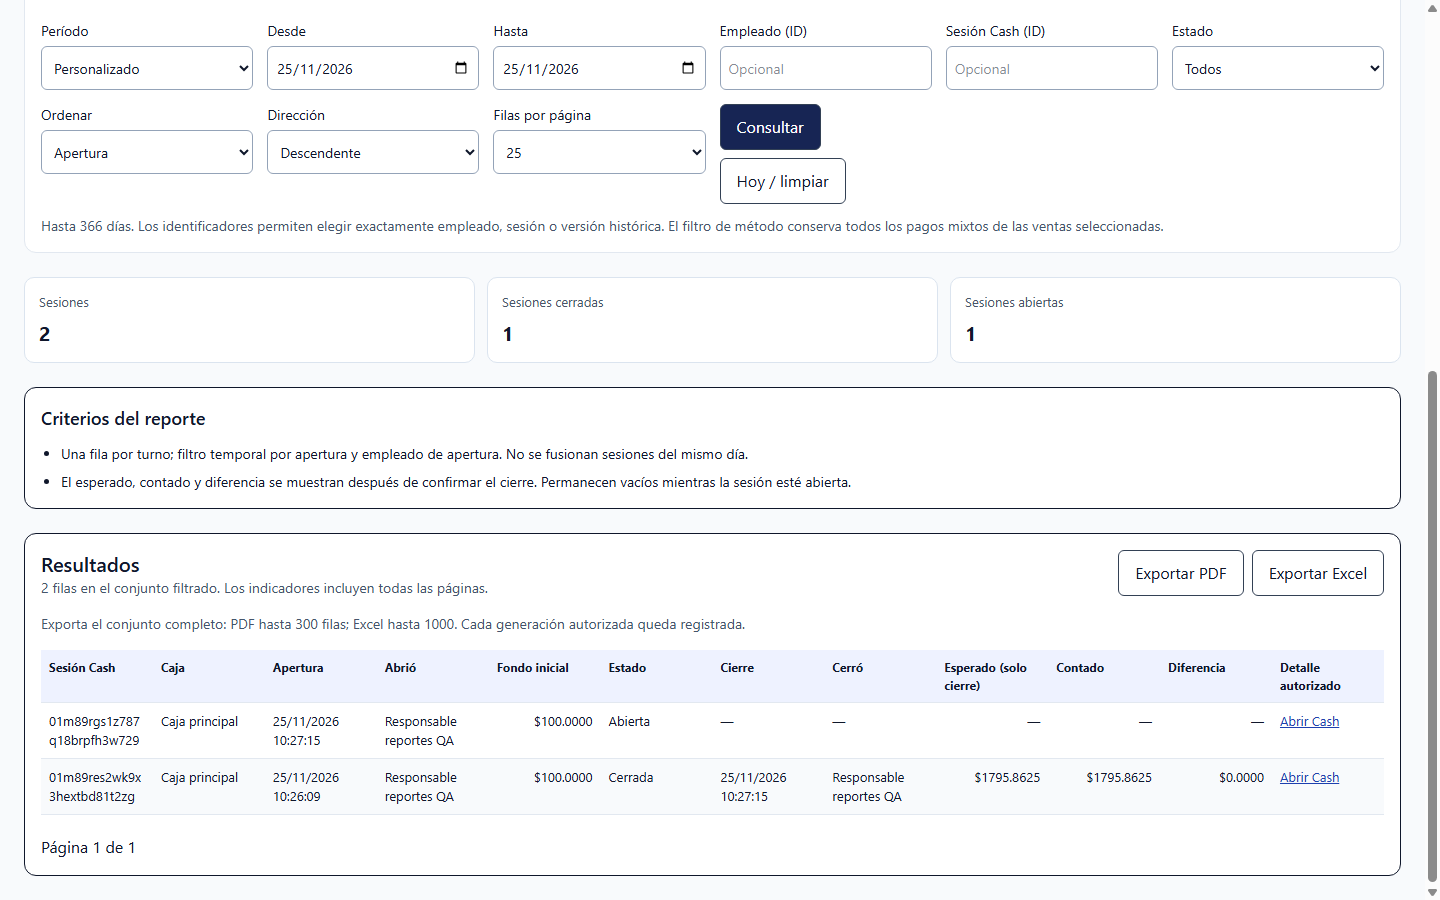 Período
Desde
Hasta
Empleado (ID)
Sesión Cash (ID)
Estado
Personalizado
25/11/2026
25/11/2026
Opcional
Opcional
Todos
Ordenar
Dirección
Filas por página
Apertura
Descendente
25
Consultar
Hoy / limpiar
Hasta 366 días. Los identificadores permiten elegir exactamente empleado, sesión o versión histórica. El filtro de método conserva todos los pagos mixtos de las ventas seleccionadas.
Sesiones
2
Sesiones cerradas
1
Sesiones abiertas
1
Criterios del reporte
• Una fila por turno; filtro temporal por apertura y empleado de apertura. No se fusionan sesiones del mismo día.
• El esperado, contado y diferencia se muestran después de confirmar el cierre. Permanecen vacíos mientras la sesión esté abierta.
Resultados
2 filas en el conjunto filtrado. Los indicadores incluyen todas las páginas.
Exportar PDF
Exportar Excel
Exporta el conjunto completo: PDF hasta 300 filas; Excel hasta 1000. Cada generación autorizada queda registrada.
Sesión Cash
Caja
Apertura
Abrió
Fondo inicial
Estado
Cierre
Cerró
Esperado (solo
cierre)
Contado
Diferencia
Detalle
autorizado
01m89rgs1z787
q18brpfh3w729
Caja principal
25/11/2026
10:27:15
Responsable
reportes QA
$100.0000
Abierta
—
—
—
—
—
Abrir Cash
01m89res2wk9x
3hextbd81t2zg
Caja principal
25/11/2026
10:26:09
Responsable
reportes QA
$100.0000
Cerrada
25/11/2026
10:27:15
Responsable
reportes QA
$1795.8625
$1795.8625
$0.0000
Abrir Cash
Página 1 de 1